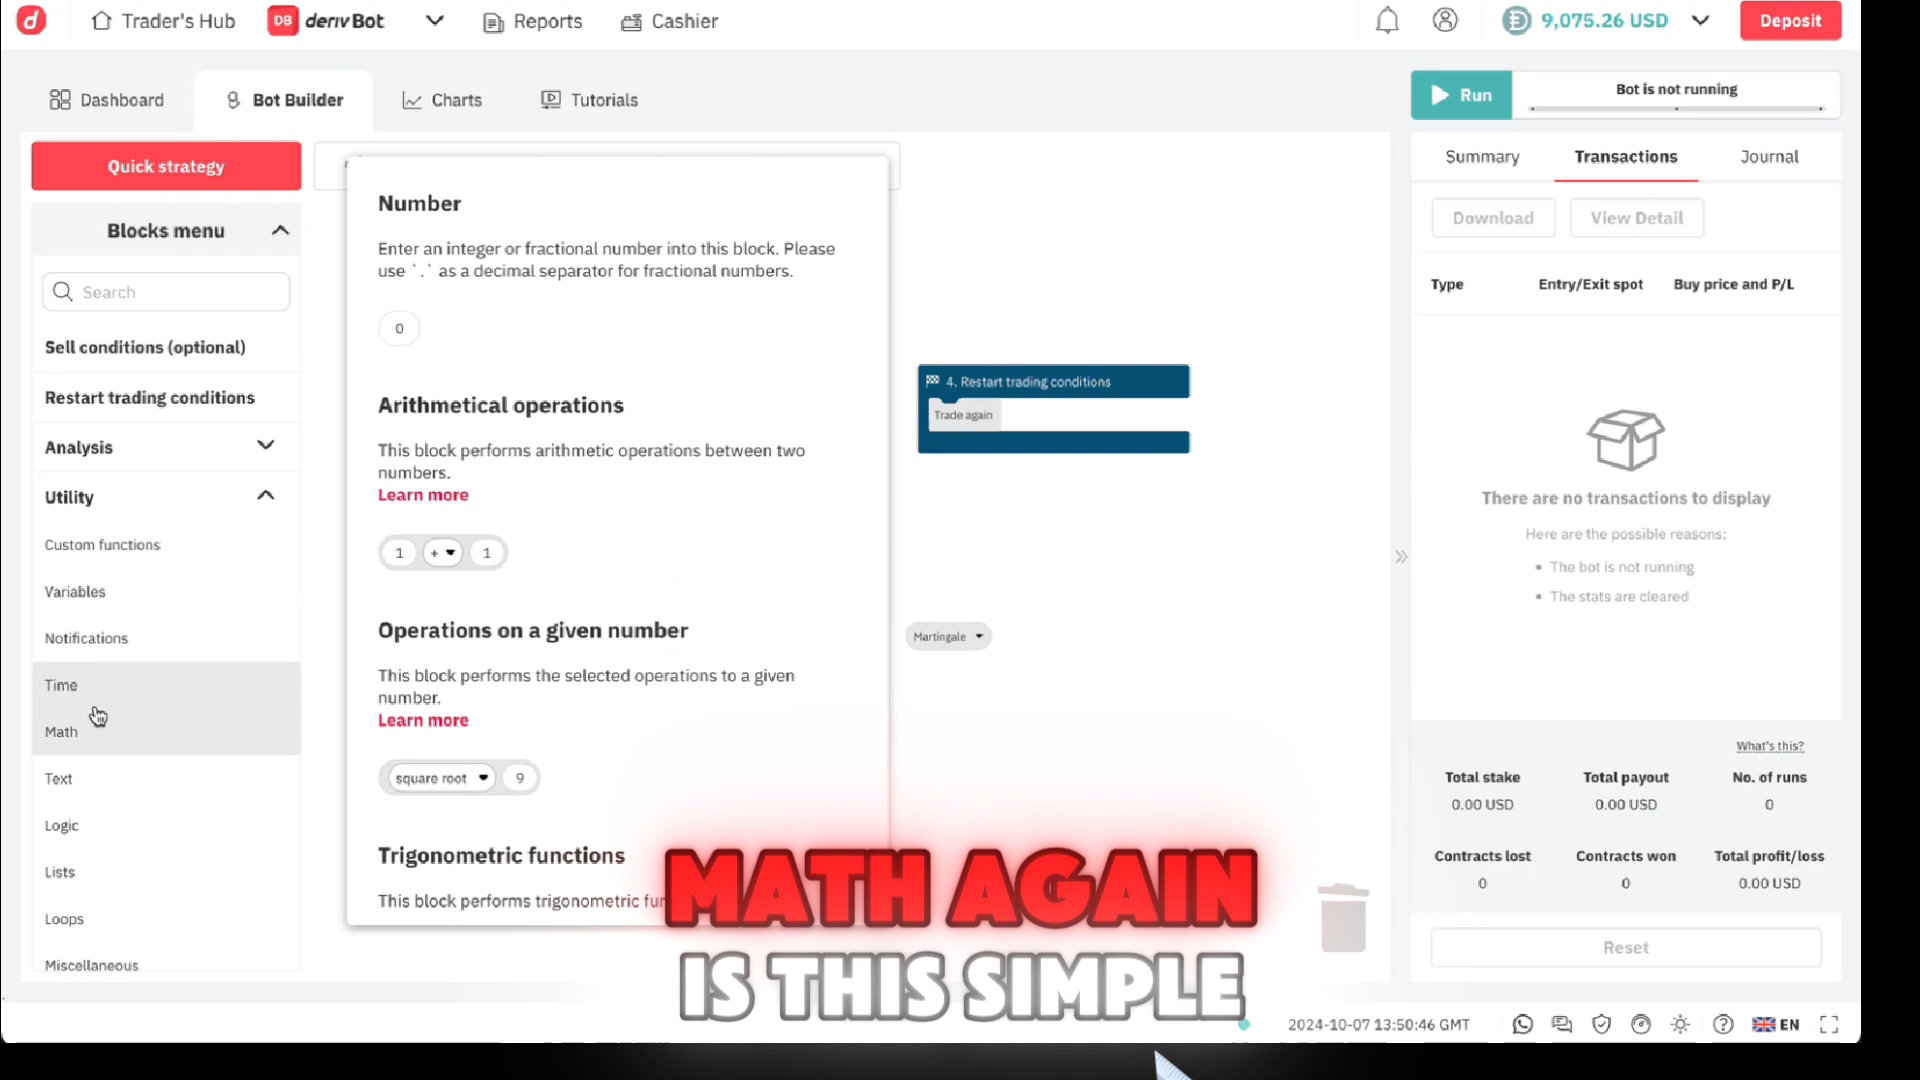 Trader's Hub
DB deriv Bot
Reports
Cashier
9,075.26 USD
Deposit
Dashboard
Bot Builder
Charts
Tutorials
Run
Bot is not running
Quick strategy
Blocks menu
Search
Sell conditions (optional)
Restart trading conditions
Analysis
Utility
Custom functions
Variables
Notifications
Time
Math
Text
Logic
Lists
Loops
Miscellaneous
Number
Enter an integer or fractional number into this block. Please
use `.` as a decimal separator for fractional numbers.
0
Arithmetical operations
This block performs arithmetic operations between two
numbers.
Learn more
1 + 1
Operations on a given number
This block performs the selected operations to a given
number.
Learn more
square root 9
Trigonometric functions
This block performs trigonometric
4. Restart trading conditions
Trade again
Martingale
MATH AGAIN
IS THIS SIMPLE
Summary
Transactions
Journal
Download
View Detail
Type
Entry/Exit spot
Buy price and P/L
There are no transactions to display
Here are the possible reasons:
• The bot is not running
• The stats are cleared
What's this?
Total stake
0.00 USD
Total payout
0.00 USD
No. of runs
0
Contracts lost
0
Contracts won
0
Total profit/loss
0.00 USD
Reset
2024-10-07 13:50:46 GMT
EN